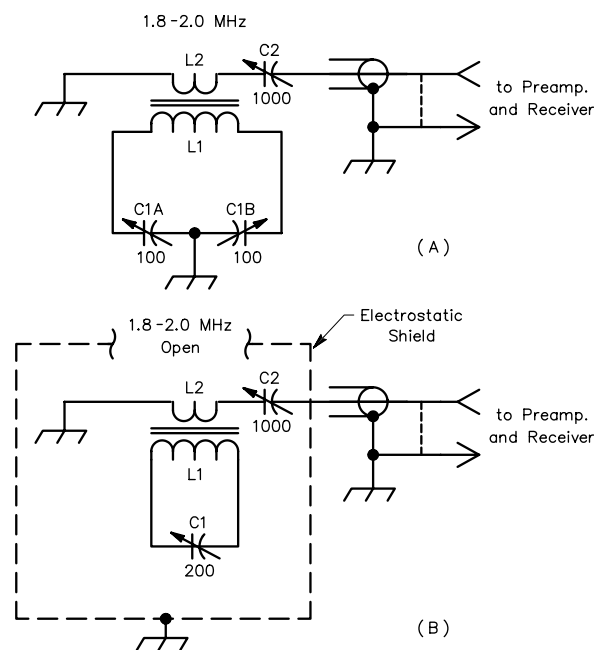 1.8-2.0 MHz
L2
C2
1000
to Preamp.
and Receiver
L1
C1A
C1B
100
100
(A)
1.8-2.0 MHz
Open
Electrostatic
Shield
L2
C2
1000
to Preamp.
and Receiver
L1
C1
200
(B)